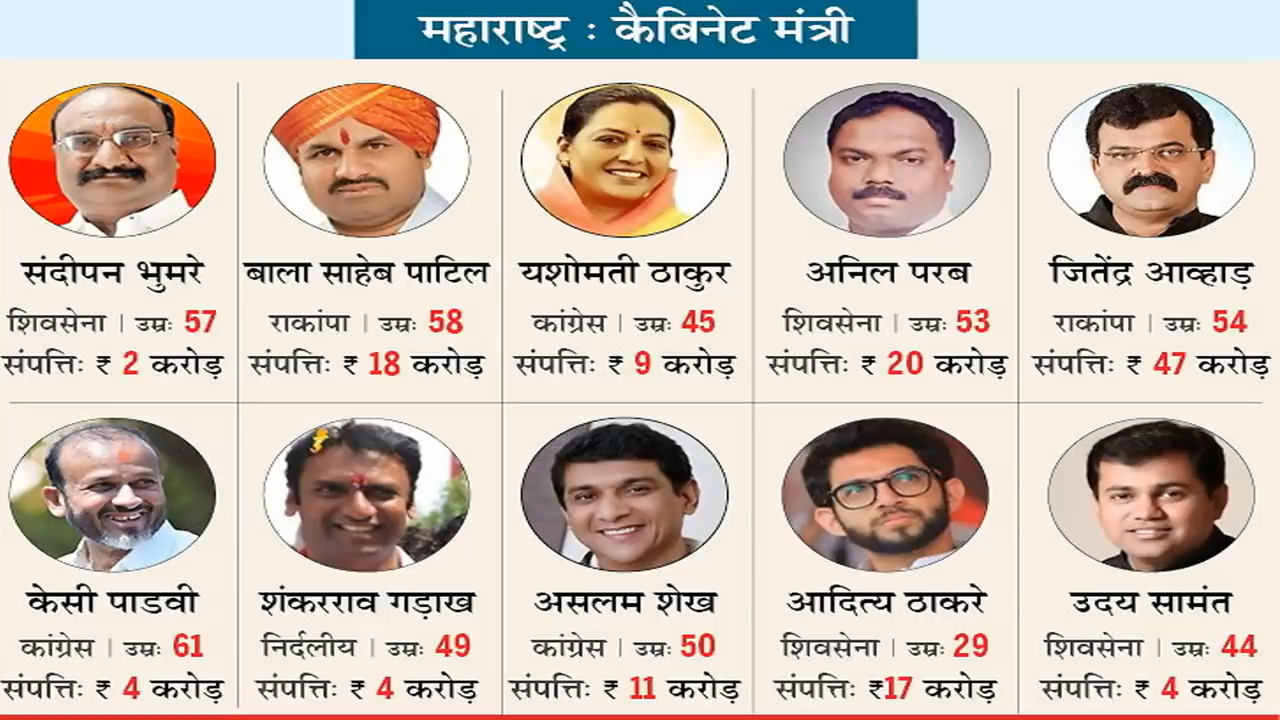 महाराष्ट्र : कैबिनेट मंत्री
संदीपन भुमरे
शिवसेना | उम्रः 57
संपत्तिः ₹ 2 करोड़
बाला साहेब पाटिल
राकांपा | उम्रः 58
संपत्तिः ₹ 18 करोड़
यशोमती ठाकुर
कांग्रेस | उम्रः 45
संपत्तिः ₹ 9 करोड़
अनिल परब
शिवसेना | उम्रः 53
संपत्तिः ₹ 20 करोड़
जितेंद्र आव्हाड़
राकांपा | उम्रः 54
संपत्तिः ₹ 47 करोड़
केसी पाडवी
कांग्रेस | उम्रः 61
संपत्तिः ₹ 4 करोड़
शंकरराव गड़ाख
निर्दलीय | उम्रः 49
संपत्तिः ₹ 4 करोड़
असलम शेख
कांग्रेस | उम्रः 50
संपत्तिः ₹ 11 करोड़
आदित्य ठाकरे
शिवसेना | उम्रः 29
संपत्तिः ₹17 करोड़
उदय सामंत
शिवसेना | उम्रः 44
संपत्तिः ₹ 4 करोड़